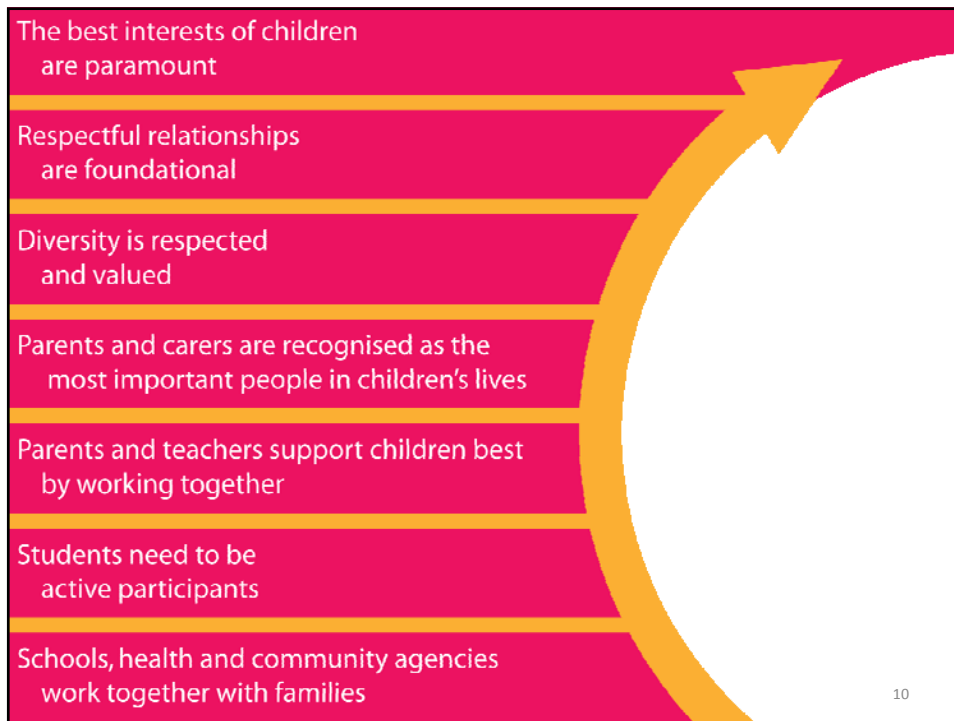 The best interests of children
are paramount
Respectful relationships
are foundational
Diversity is respected
and valued
Parents and carers are recognised as the
most important people in children’s lives
Parents and teachers support children best
by working together
Students need to be
active participants
Schools, health and community agencies
work together with families
10